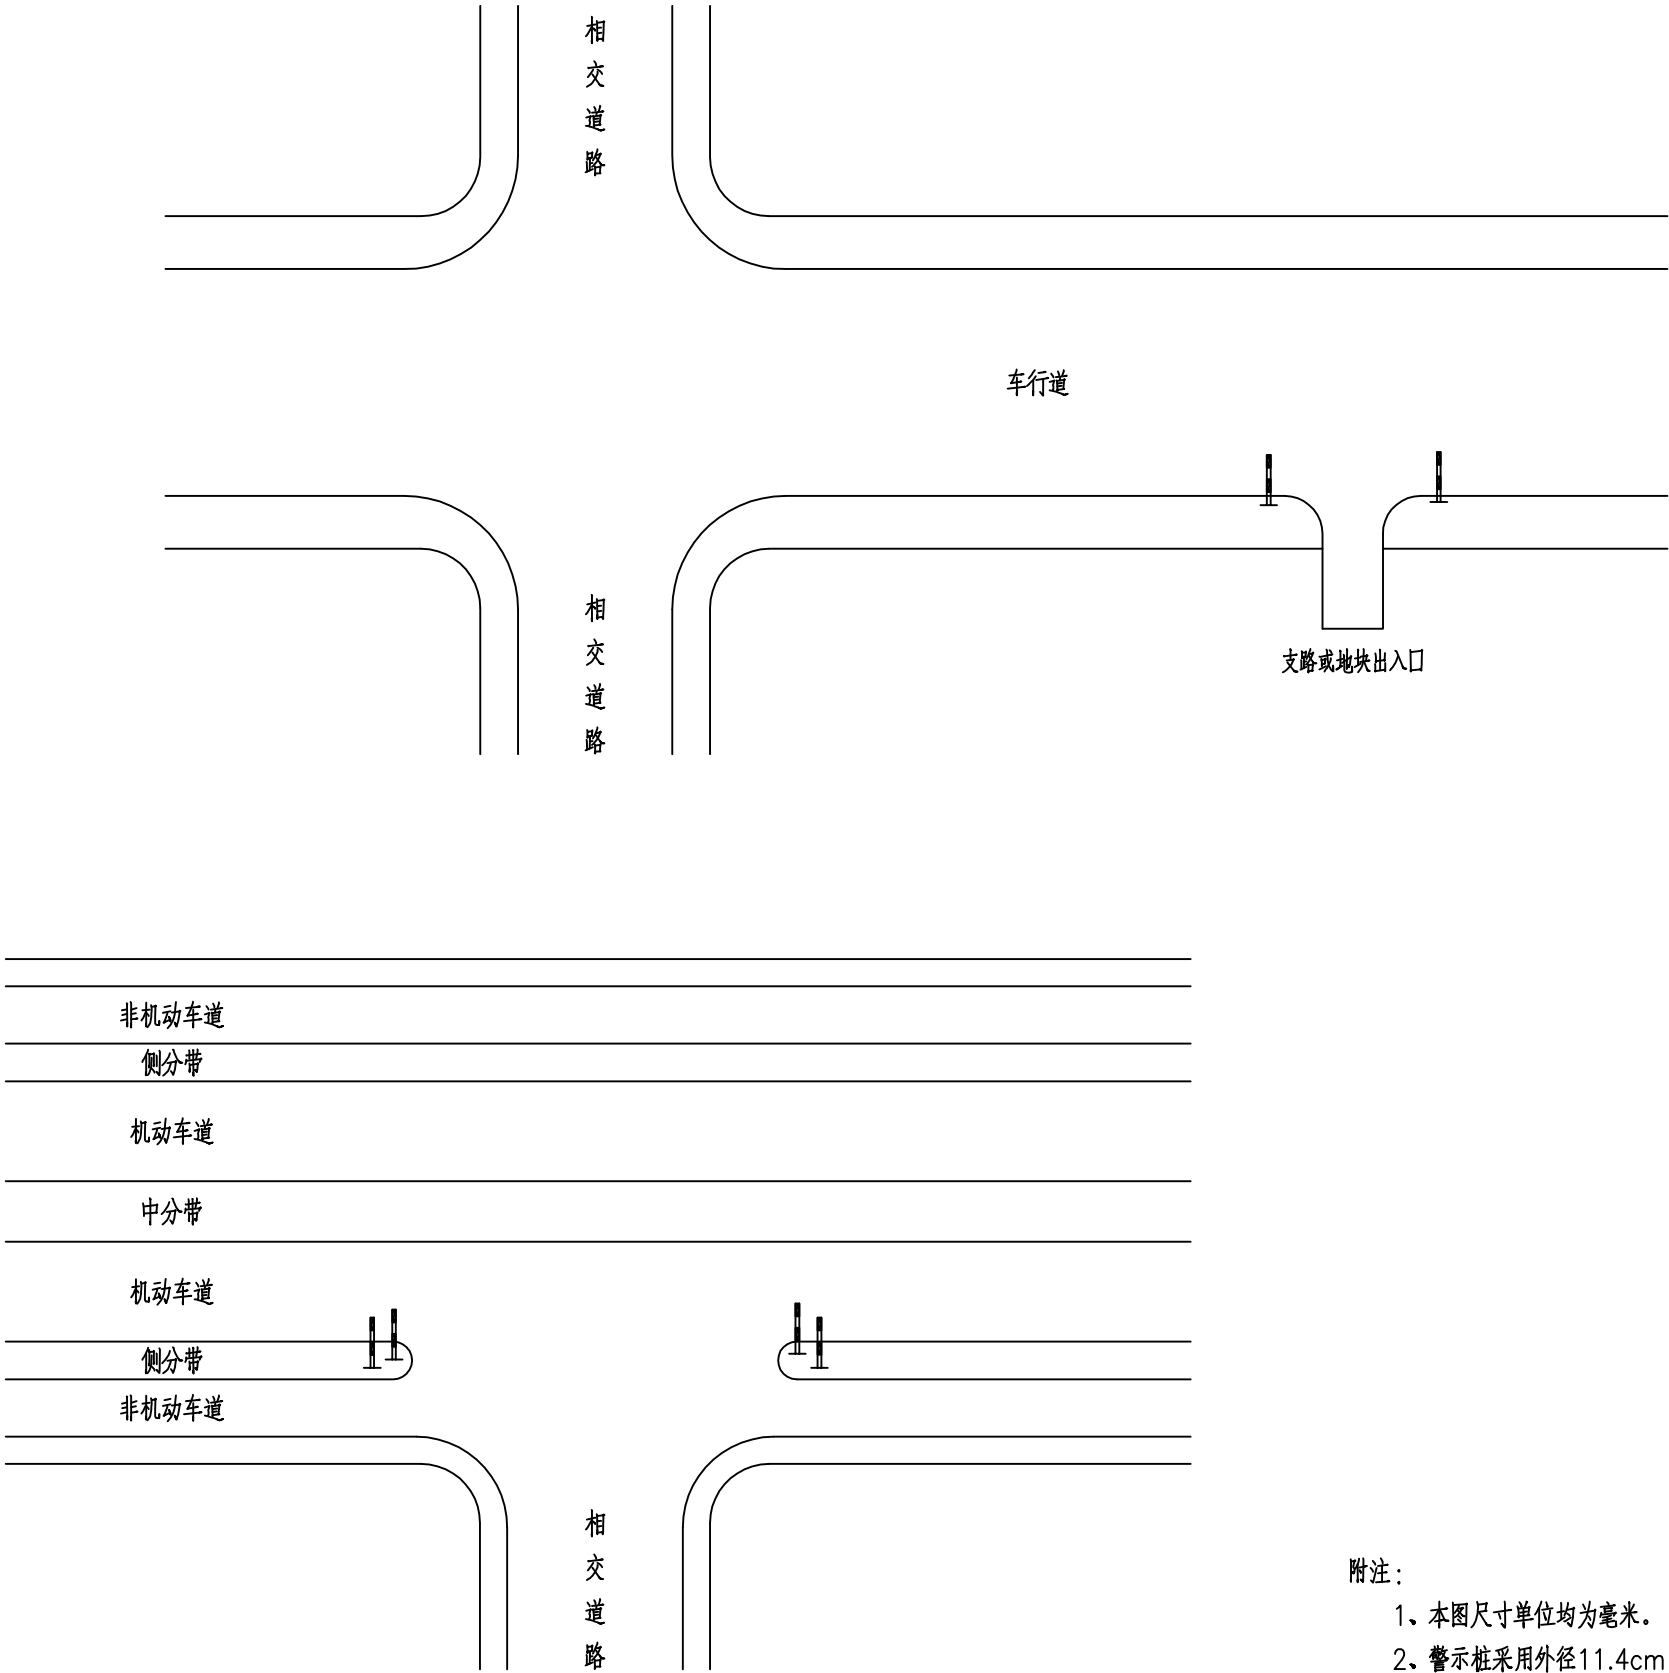 相交道路
车行道
相交道路
支路或地块出入口
非机动车道
侧分带
机动车道
中分带
机动车道
侧分带
非机动车道
相交道路
附注:
1、本图尺寸单位均为毫米。
2、警示桩采用外径11.4cm